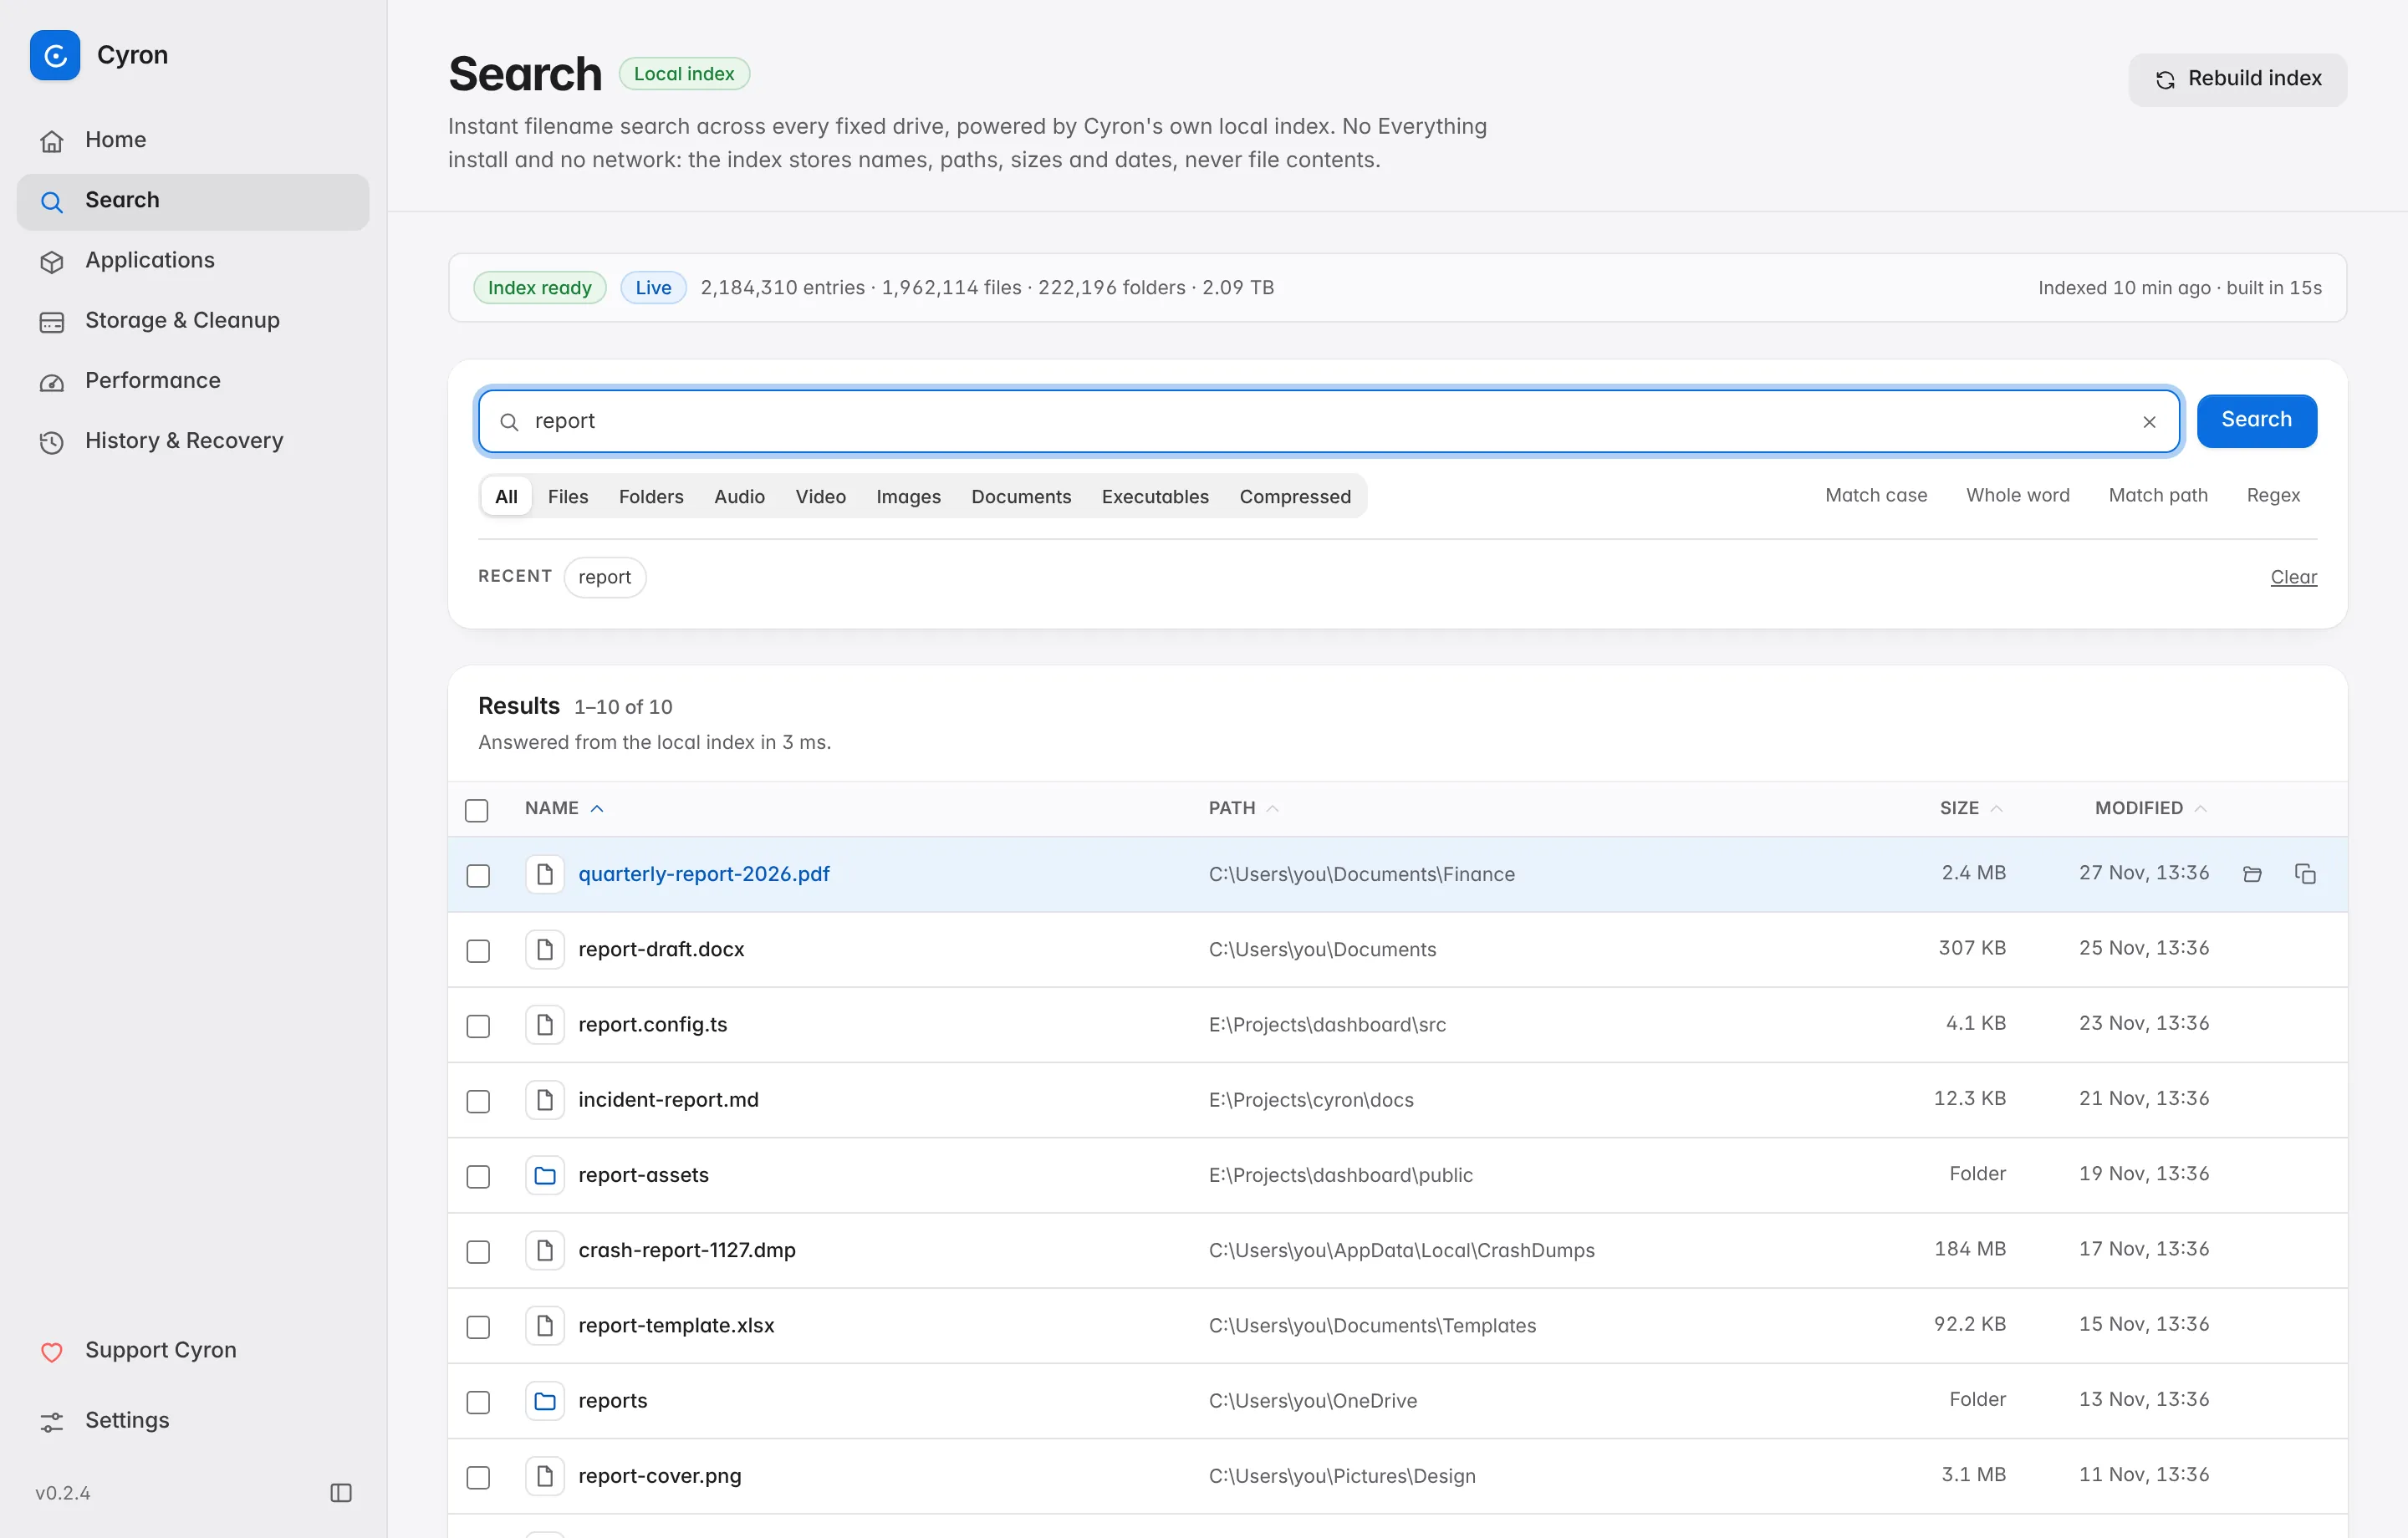 Cyron
Home
Search
Applications
Storage & Cleanup
Performance
History & Recovery
Support Cyron
Settings
v0.2.4
Search Local index
Rebuild index
Instant filename search across every fixed drive, powered by Cyron's own local index. No Everything
install and no network: the index stores names, paths, sizes and dates, never file contents.
Index ready Live 2,184,310 entries · 1,962,114 files · 222,196 folders · 2.09 TB Indexed 10 min ago · built in 15s
report Search
All Files Folders Audio Video Images Documents Executables Compressed Match case Whole word Match path Regex
RECENT report Clear
Results 1–10 of 10
Answered from the local index in 3 ms.
NAME PATH SIZE MODIFIED
quarterly-report-2026.pdf C:\Users\you\Documents\Finance 2.4 MB 27 Nov, 13:36
report-draft.docx C:\Users\you\Documents 307 KB 25 Nov, 13:36
report.config.ts E:\Projects\dashboard\src 4.1 KB 23 Nov, 13:36
incident-report.md E:\Projects\cyron\docs 12.3 KB 21 Nov, 13:36
report-assets E:\Projects\dashboard\public Folder 19 Nov, 13:36
crash-report-1127.dmp C:\Users\you\AppData\Local\CrashDumps 184 MB 17 Nov, 13:36
report-template.xlsx C:\Users\you\Documents\Templates 92.2 KB 15 Nov, 13:36
reports C:\Users\you\OneDrive Folder 13 Nov, 13:36
report-cover.png C:\Users\you\Pictures\Design 3.1 MB 11 Nov, 13:36